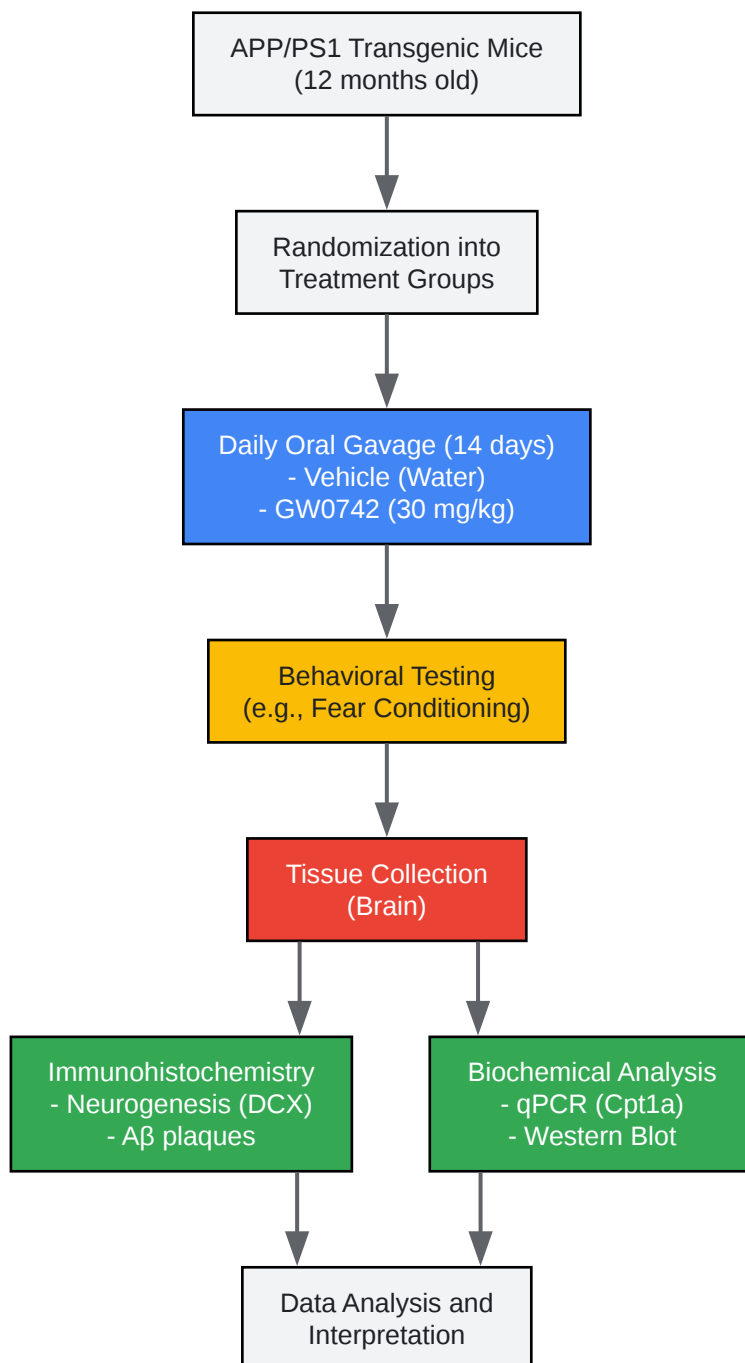 APP/PS1 Transgenic Mice
(12 months old)
Randomization into
Treatment Groups
Daily Oral Gavage (14 days)
- Vehicle (Water)
- GW0742 (30 mg/kg)
Behavioral Testing
(e.g., Fear Conditioning)
Tissue Collection
(Brain)
Immunohistochemistry
- Neurogenesis (DCX)
- Aβ plaques
Biochemical Analysis
- qPCR (Cpt1a)
- Western Blot
Data Analysis and
Interpretation